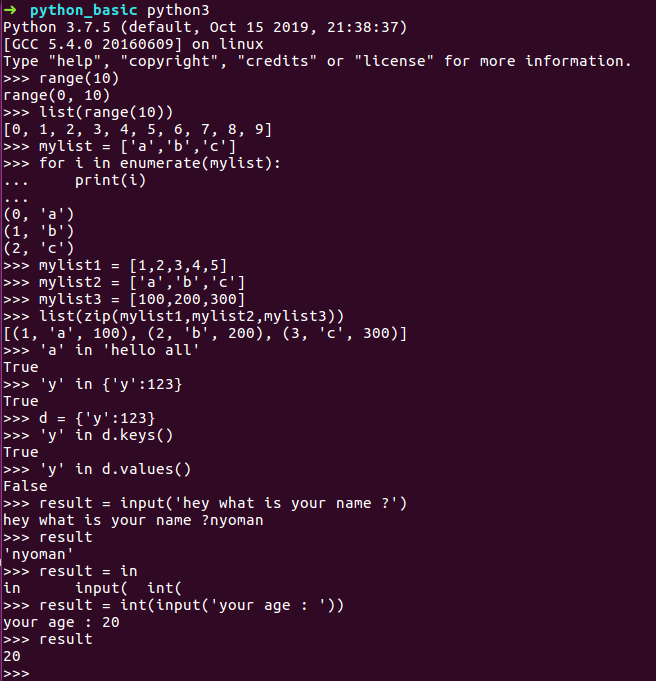 ➜  python_basic python3
Python 3.7.5 (default, Oct 15 2019, 21:38:37)
[GCC 5.4.0 20160609] on linux
Type "help", "copyright", "credits" or "license" for more information.
>>> range(10)
range(0, 10)
>>> list(range(10))
[0, 1, 2, 3, 4, 5, 6, 7, 8, 9]
>>> mylist = ['a','b','c']
>>> for i in enumerate(mylist):
...     print(i)
...
(0, 'a')
(1, 'b')
(2, 'c')
>>> mylist1 = [1,2,3,4,5]
>>> mylist2 = ['a','b','c']
>>> mylist3 = [100,200,300]
>>> list(zip(mylist1,mylist2,mylist3))
[(1, 'a', 100), (2, 'b', 200), (3, 'c', 300)]
>>> 'a' in 'hello all'
True
>>> 'y' in {'y':123}
True
>>> d = {'y':123}
>>> 'y' in d.keys()
True
>>> 'y' in d.values()
False
>>> result = input('hey what is your name ?')
hey what is your name ?nyoman
>>> result
'nyoman'
>>> result = in
in      input(  int(
>>> result = int(input('your age : '))
your age : 20
>>> result
20
>>>